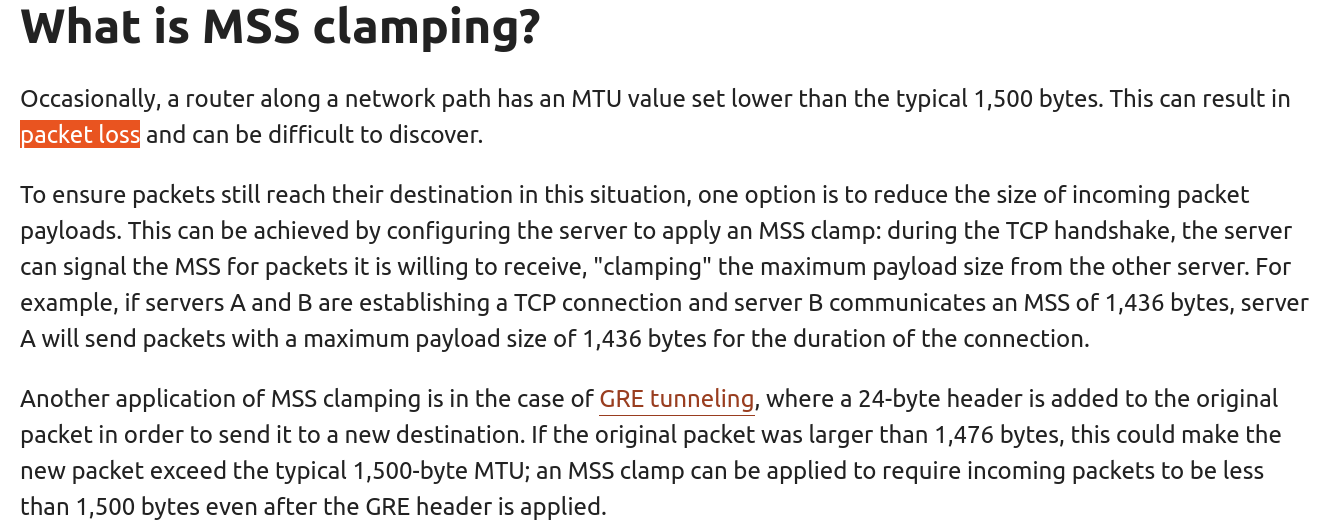 What is MSS clamping?
Occasionally, a router along a network path has an MTU value set lower than the typical 1,500 bytes. This can result in
packet loss and can be difficult to discover.
To ensure packets still reach their destination in this situation, one option is to reduce the size of incoming packet
payloads. This can be achieved by configuring the server to apply an MSS clamp: during the TCP handshake, the server
can signal the MSS for packets it is willing to receive, "clamping" the maximum payload size from the other server. For
example, if servers A and B are establishing a TCP connection and server B communicates an MSS of 1,436 bytes, server
A will send packets with a maximum payload size of 1,436 bytes for the duration of the connection.
Another application of MSS clamping is in the case of GRE tunneling, where a 24-byte header is added to the original
packet in order to send it to a new destination. If the original packet was larger than 1,476 bytes, this could make the
new packet exceed the typical 1,500-byte MTU; an MSS clamp can be applied to require incoming packets to be less
than 1,500 bytes even after the GRE header is applied.